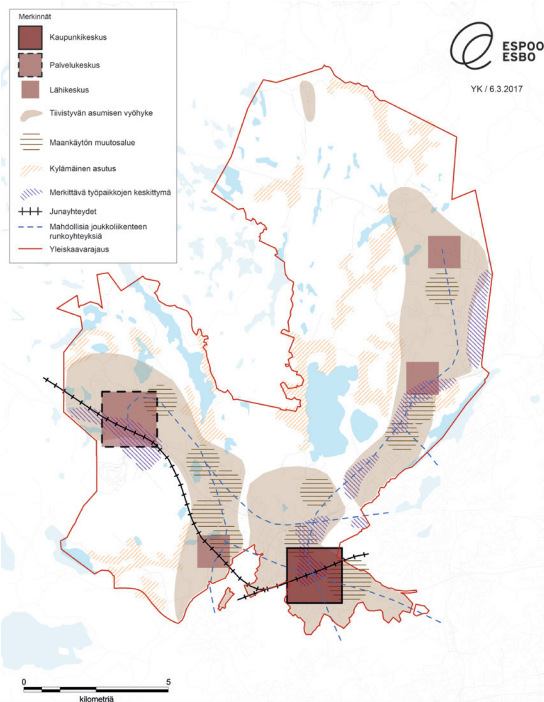 Merkinnät
Kaupunkikeskus
Palvelukeskus
Lähikeskus
Tiivistyvän asumisen vyöhyke
Maankäytön muutosalue
Kylämäinen asutus
Merkittävä työpaikkojen keskittymä
Junayhteydet
Mahdollisia joukkoliikenteen
runkoyhteyksiä
Yleiskaavarajaus
ESPOO
ESBO
YK / 6.3.2017
0
5
kilometriä